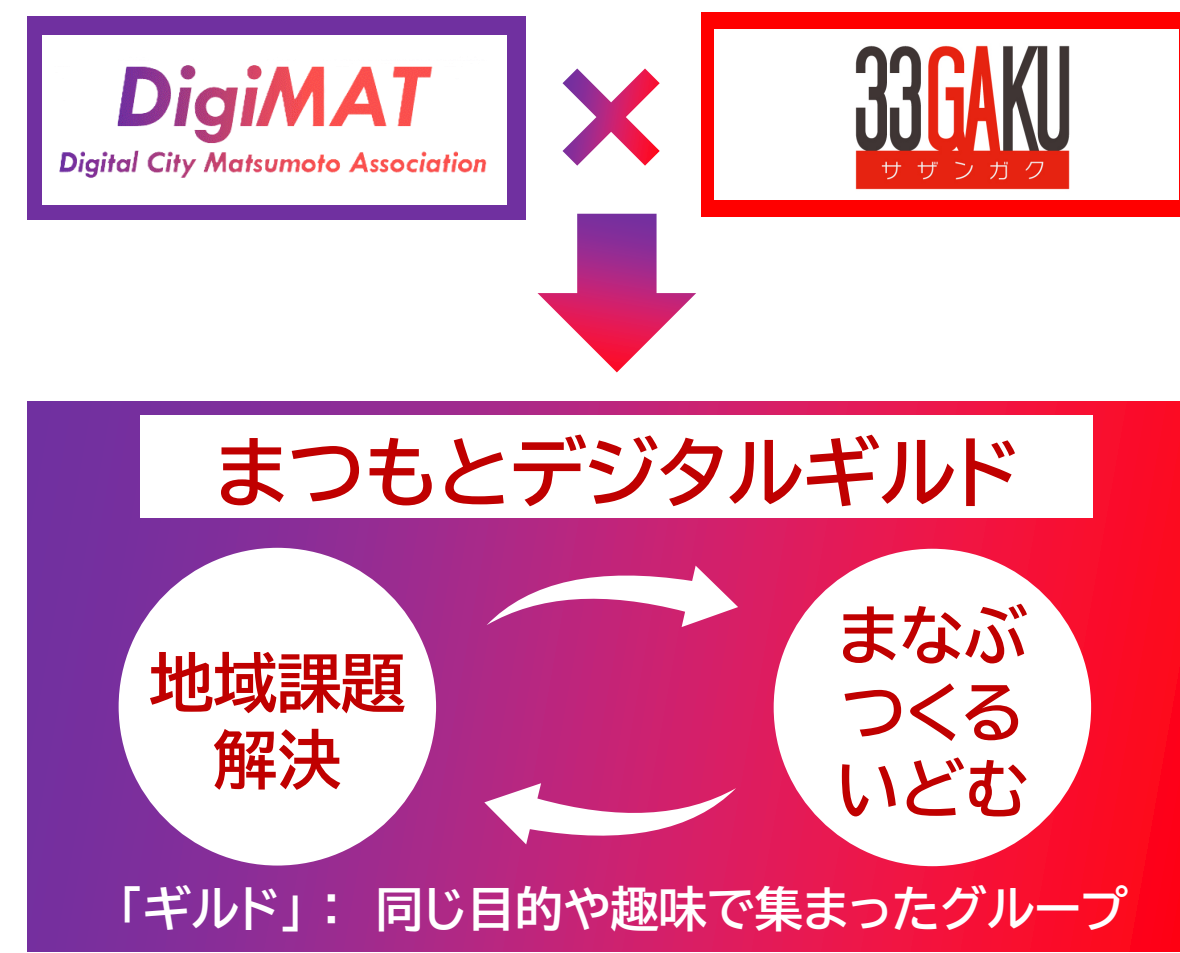 DigiMAT
Digital City Matsumoto Association
33GAKU
サザンガク
まつもとデジタルギルド
地域課題
解決
まなぶ
つくる
いどむ
「ギルド」： 同じ目的や趣味で集まったグループ